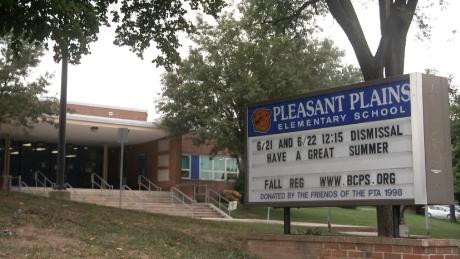 PLEASANT PLAINS
ELEMENTARY SCHOOL
6/21 AND 6/22 12:15 DISMISSAL
HAVE A GREAT SUMMER
FALL REG WWW.BCPS.ORG
DONATED BY THE FRIENDS OF THE PTA 1998